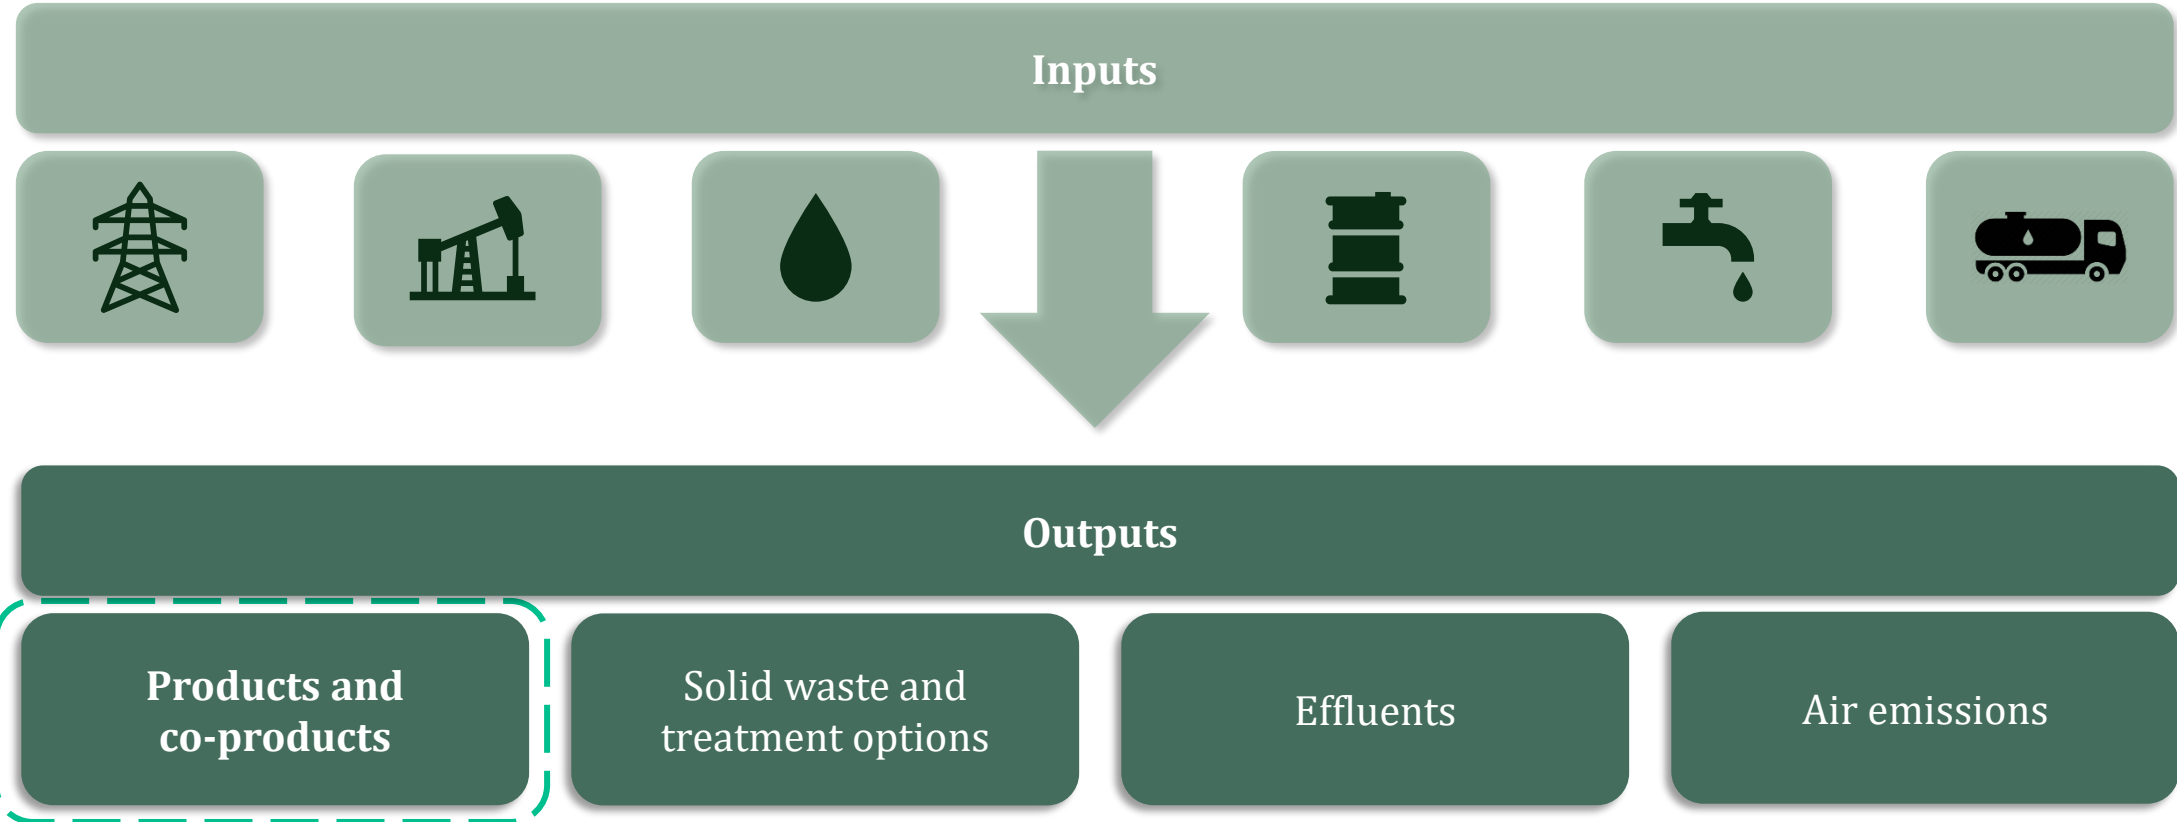 Inputs
Outputs
Products and
co-products
Solid waste and
treatment options
Effluents
Air emissions